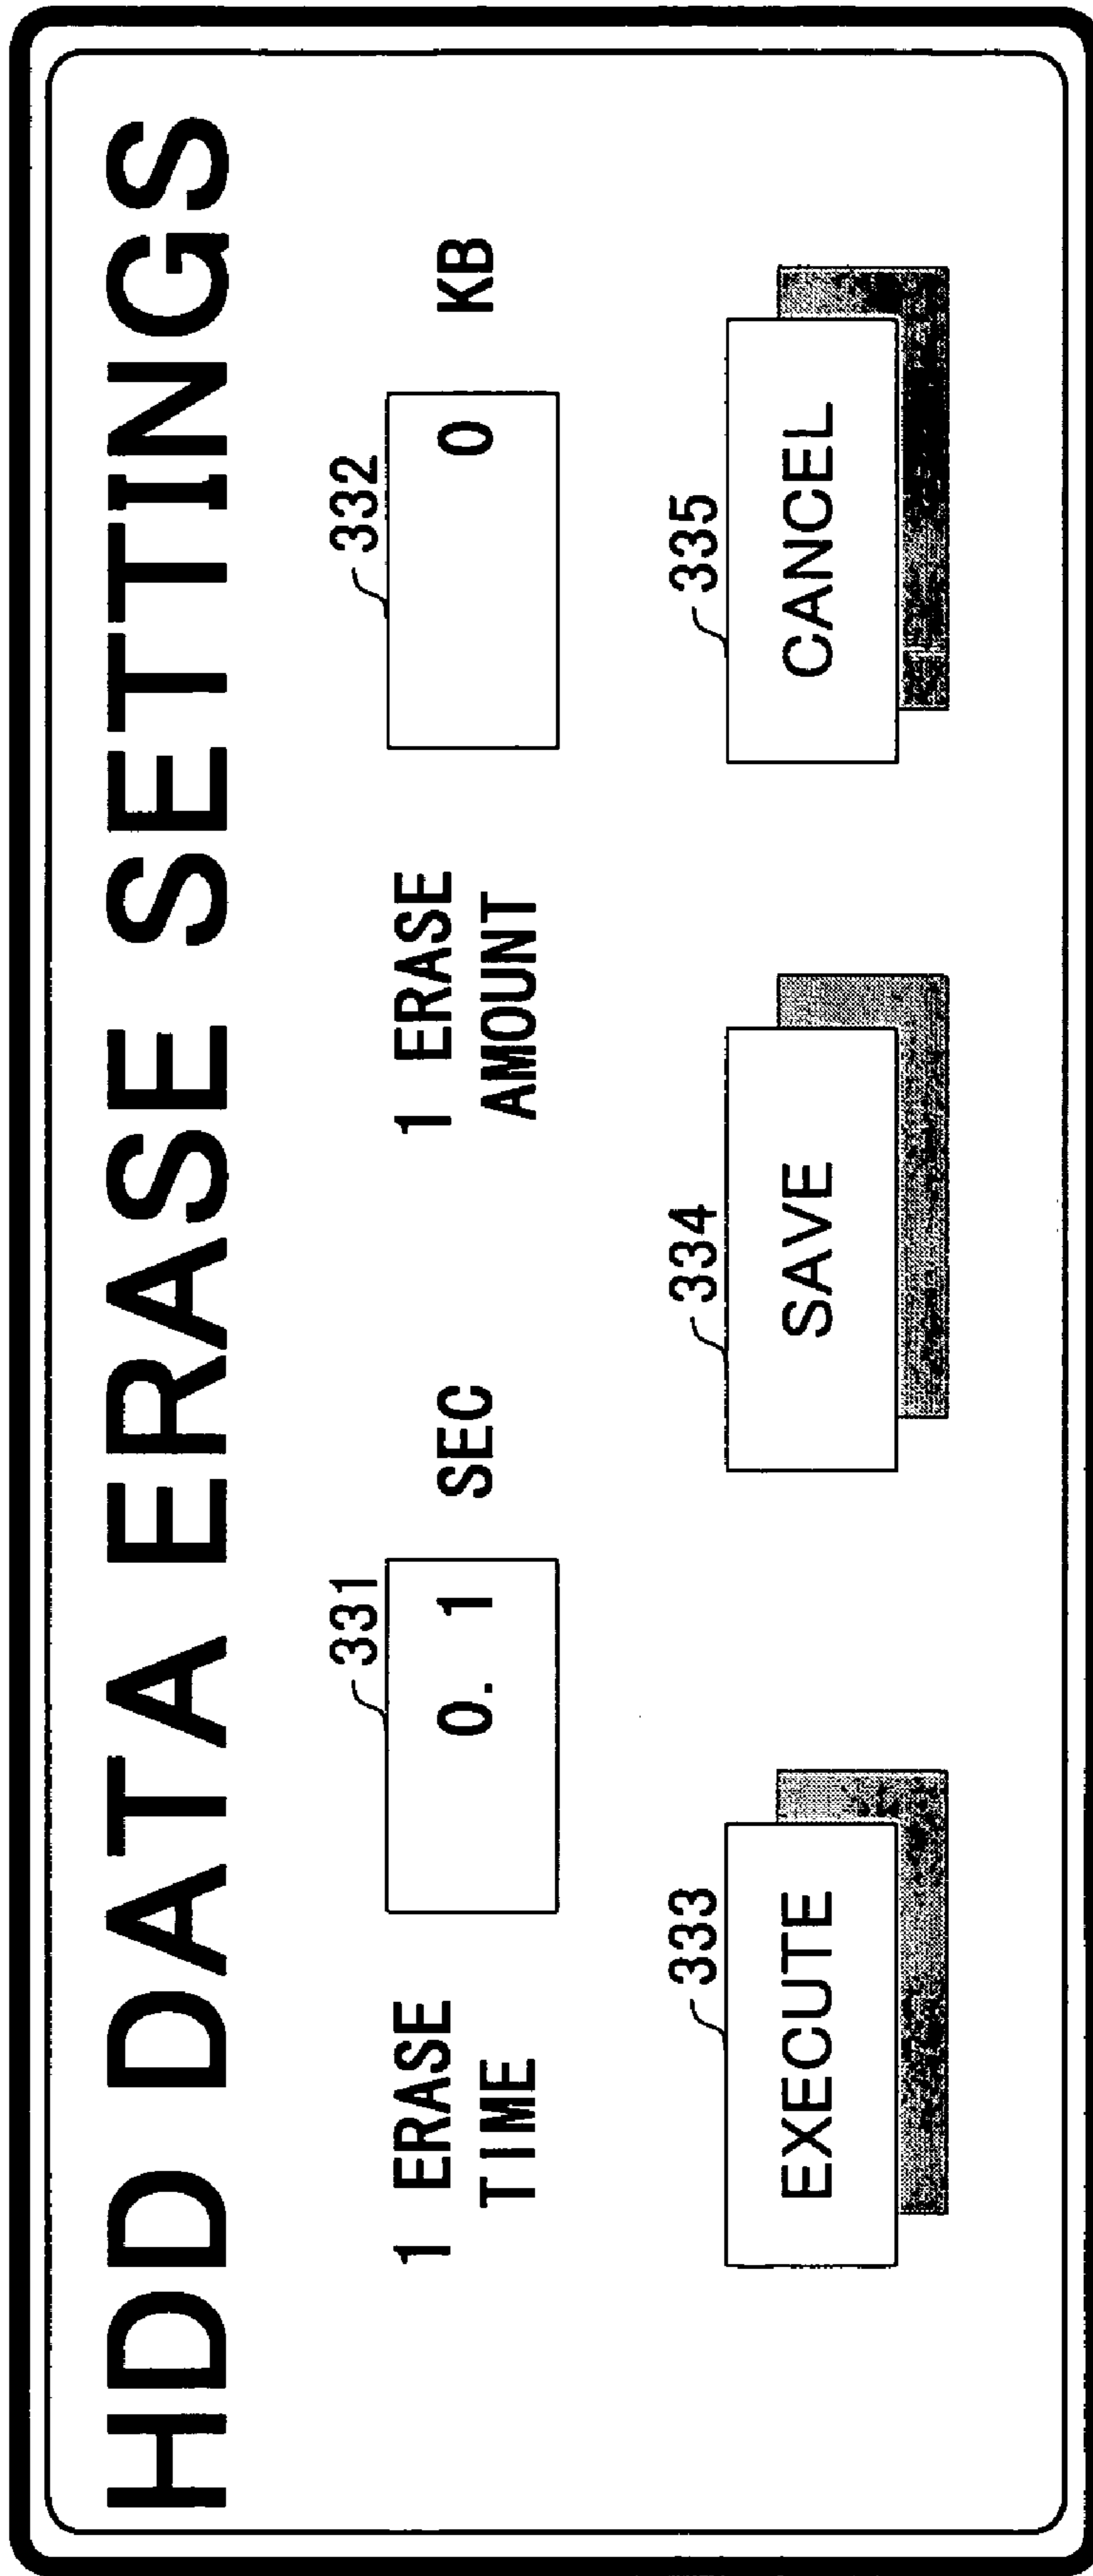 HDD DATA ERASE SETTINGS
331
332
1 ERASE TIME
0. 1 SEC
1 ERASE AMOUNT
0 KB
333
334
335
EXECUTE
SAVE
CANCEL